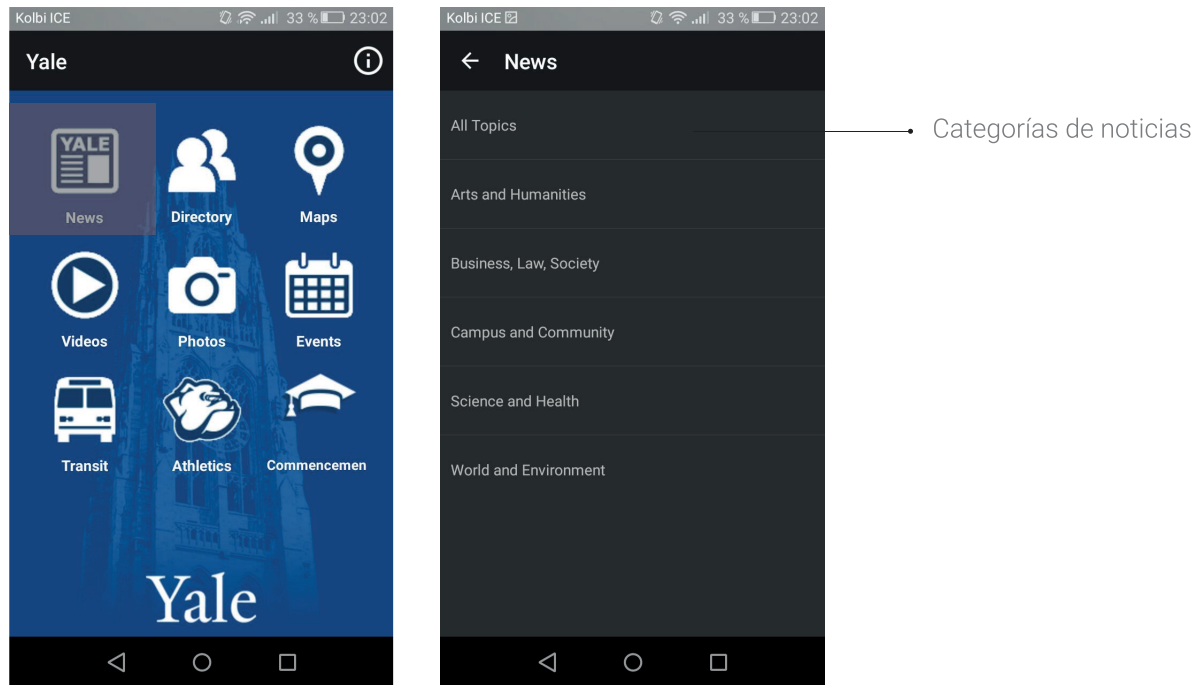 Kolbi ICE 33 % 23:02
Yale
YALE
News Directory Maps
Videos Photos Events
Transit Athletics Commencemen
Yale
Kolbi ICE 33 % 23:02
News
All Topics
Arts and Humanities
Business, Law, Society
Campus and Community
Science and Health
World and Environment
Categorías de noticias